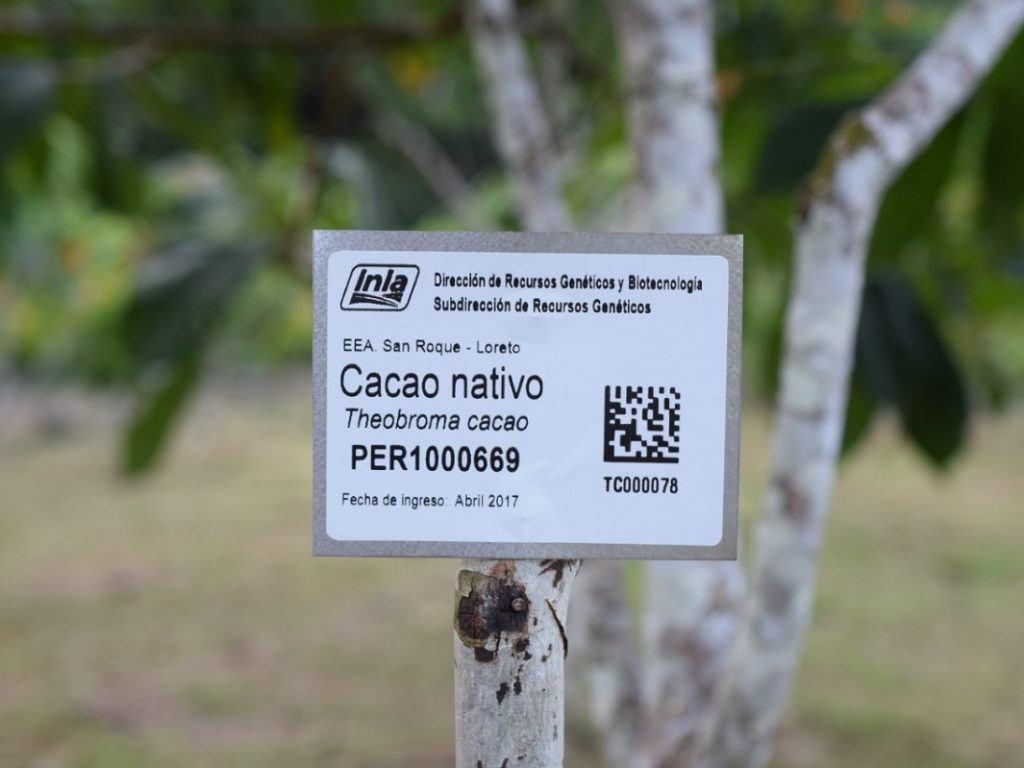 Inia
Dirección de Recursos Genéticos y Biotecnología
Subdirección de Recursos Genéticos
EEA. San Roque - Loreto
Cacao nativo
Theobroma cacao
PER1000669
TC000078
Fecha de ingreso: Abril 2017